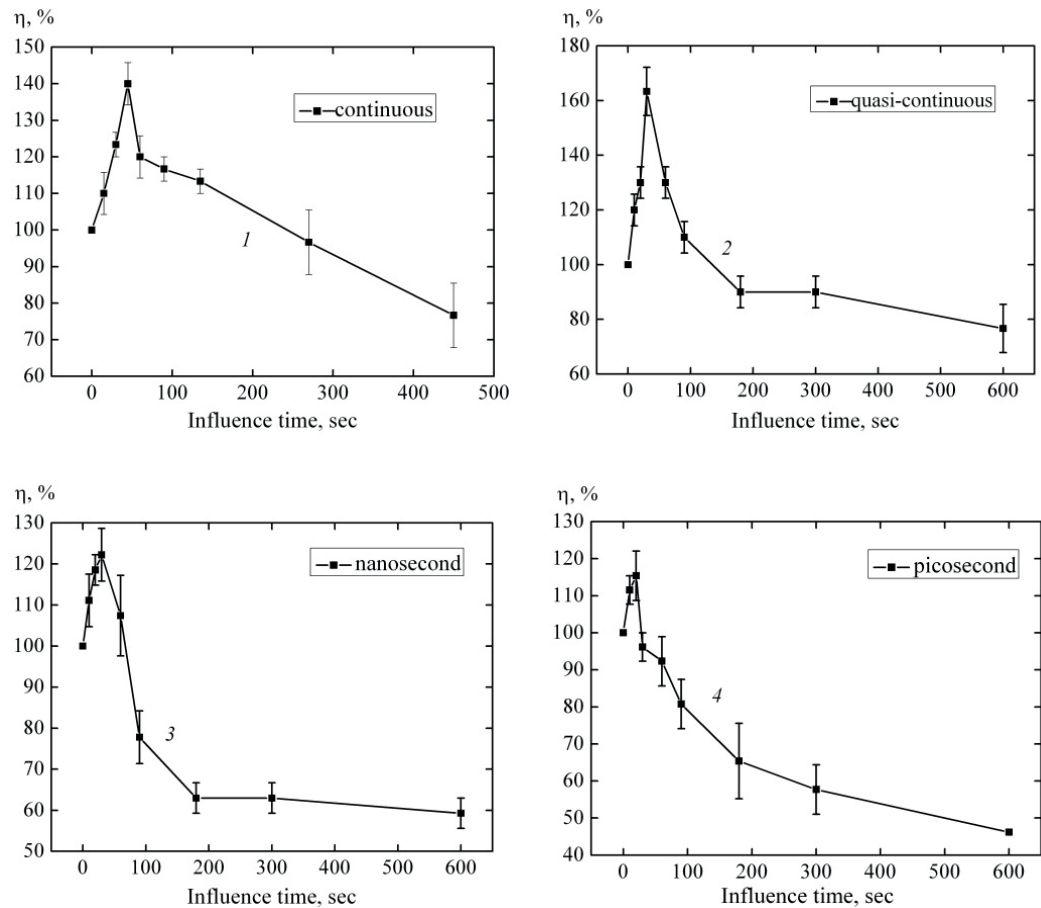 η, %
150
140
130
120
110
100
90
80
70
60
continuous
1
0 100 200 300 400 500
Influence time, sec
η, %
180
160
140
120
100
80
60
quasi-continuous
2
0 100 200 300 400 500 600
Influence time, sec
η, %
130
120
110
100
90
80
70
60
50
nanosecond
3
0 100 200 300 400 500 600
Influence time, sec
η, %
130
120
110
100
90
80
70
60
50
40
picosecond
4
0 100 200 300 400 500 600
Influence time, sec